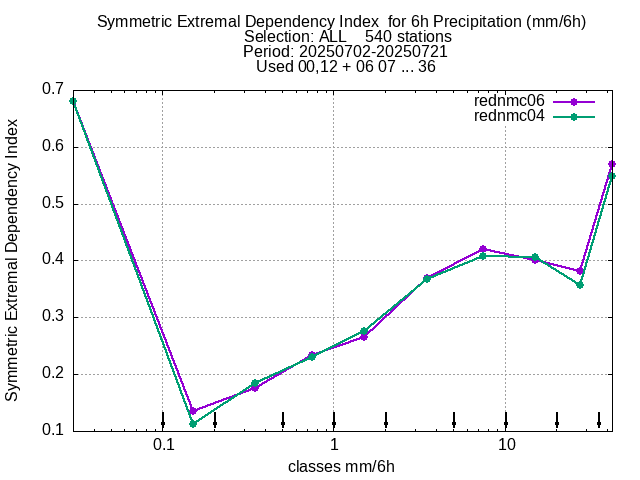 Symmetric Extremal Dependency Index  for 6h Precipitation (mm/6h)
Selection: ALL    540 stations
Period: 20250702-20250721
Used 00,12 + 06 07 ... 36
rednmc06
rednmc04
0.7
0.6
0.5
0.4
0.3
0.2
0.1
Symmetric Extremal Dependency Index
0.1 1 10
classes mm/6h